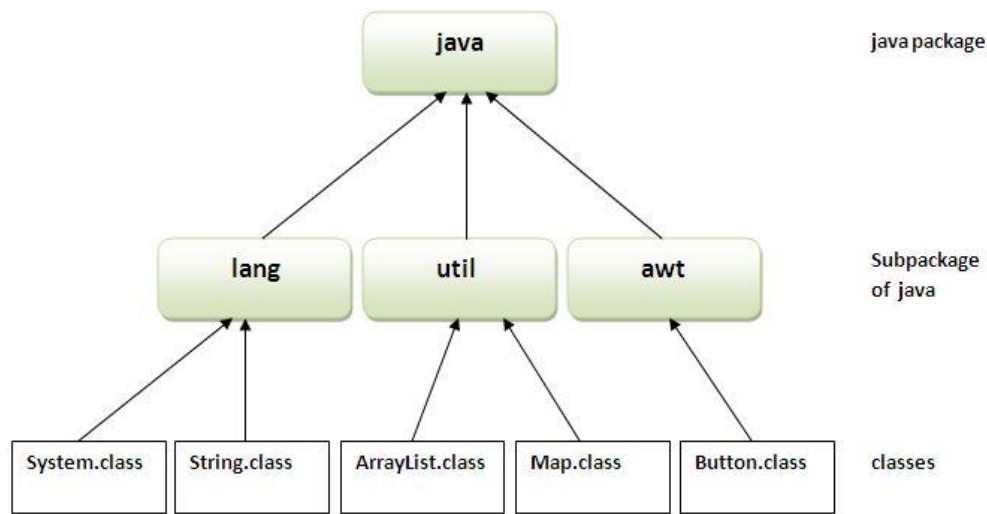 java
java package
lang
util
awt
Subpackage
of java
System.class
String.class
ArrayList.class
Map.class
Button.class
classes